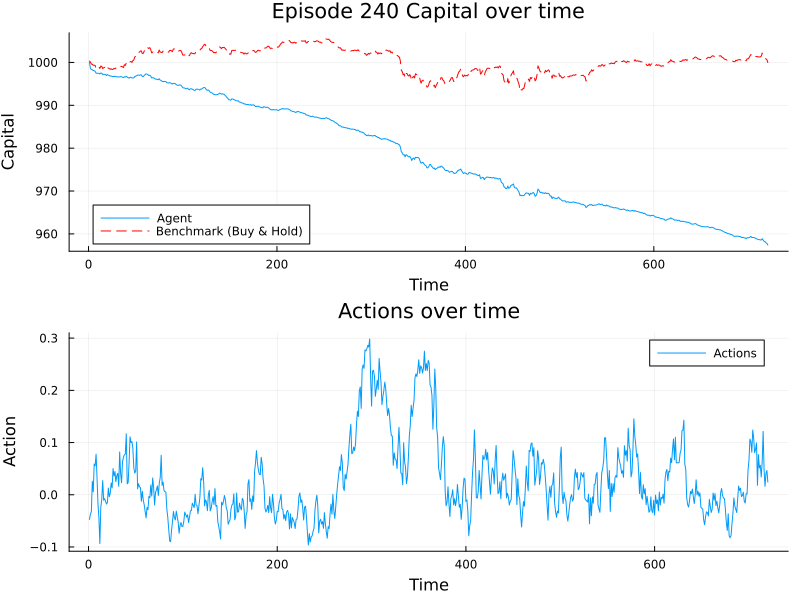 Episode 240 Capital over time
Capital
1000
990
980
970
960
Agent
Benchmark (Buy & Hold)
0 200 400 600
Time
Actions over time
Action
0.3
0.2
0.1
0.0
−0.1
Actions
0 200 400 600
Time